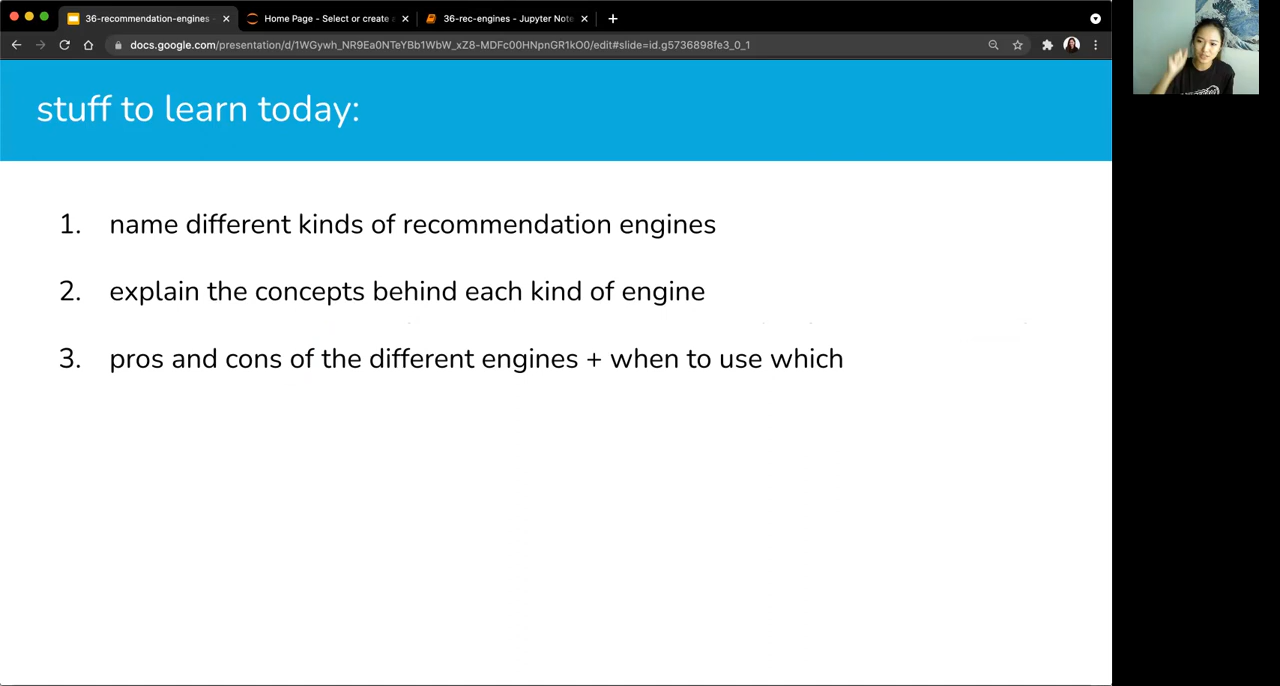 36-recommendation-engines
Home Page - Select or create
36-rec-engines - Jupyter Note
docs.google.com/presentation/d/1WGywh_NR9Ea0NTeYBb1WbW_xZ8-MDFc00HNpnGR1kO0/edit#slide=id.g5736898fe3_0_1
stuff to learn today:
1. name different kinds of recommendation engines
2. explain the concepts behind each kind of engine
3. pros and cons of the different engines + when to use which